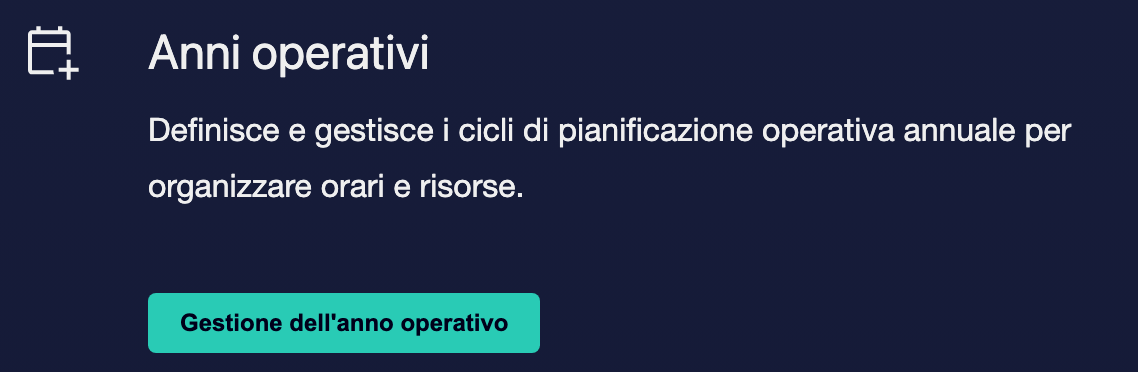 Anni operativi
Definisce e gestisce i cicli di pianificazione operativa annuale per
organizzare orari e risorse.
Gestione dell'anno operativo